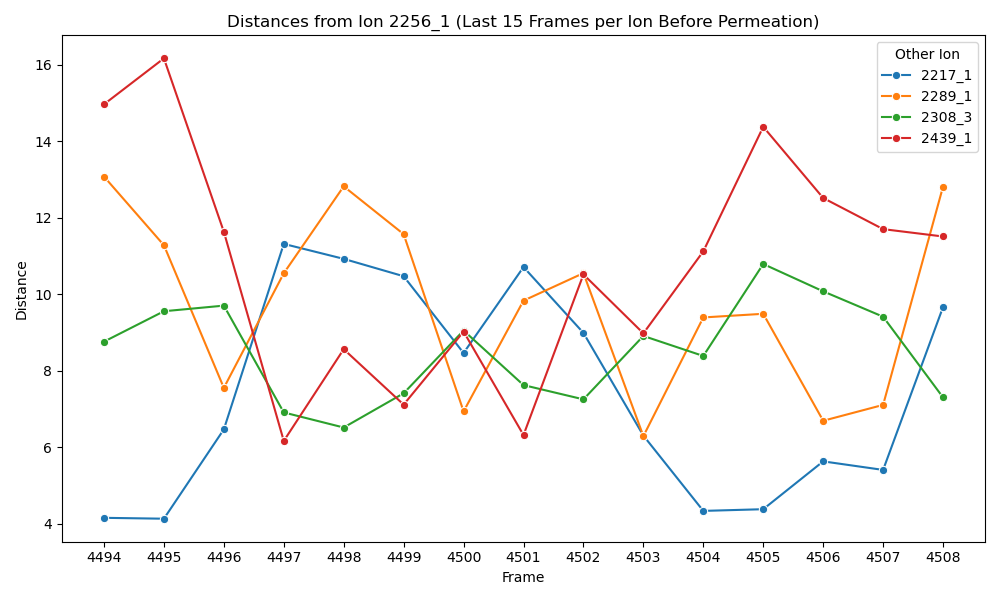 Distances from Ion 2256_1 (Last 15 Frames per Ion Before Permeation)
Distance
16
14
12
10
8
6
4
Other Ion
2217_1
2289_1
2308_3
2439_1
4494 4495 4496 4497 4498 4499 4500 4501 4502 4503 4504 4505 4506 4507 4508
Frame